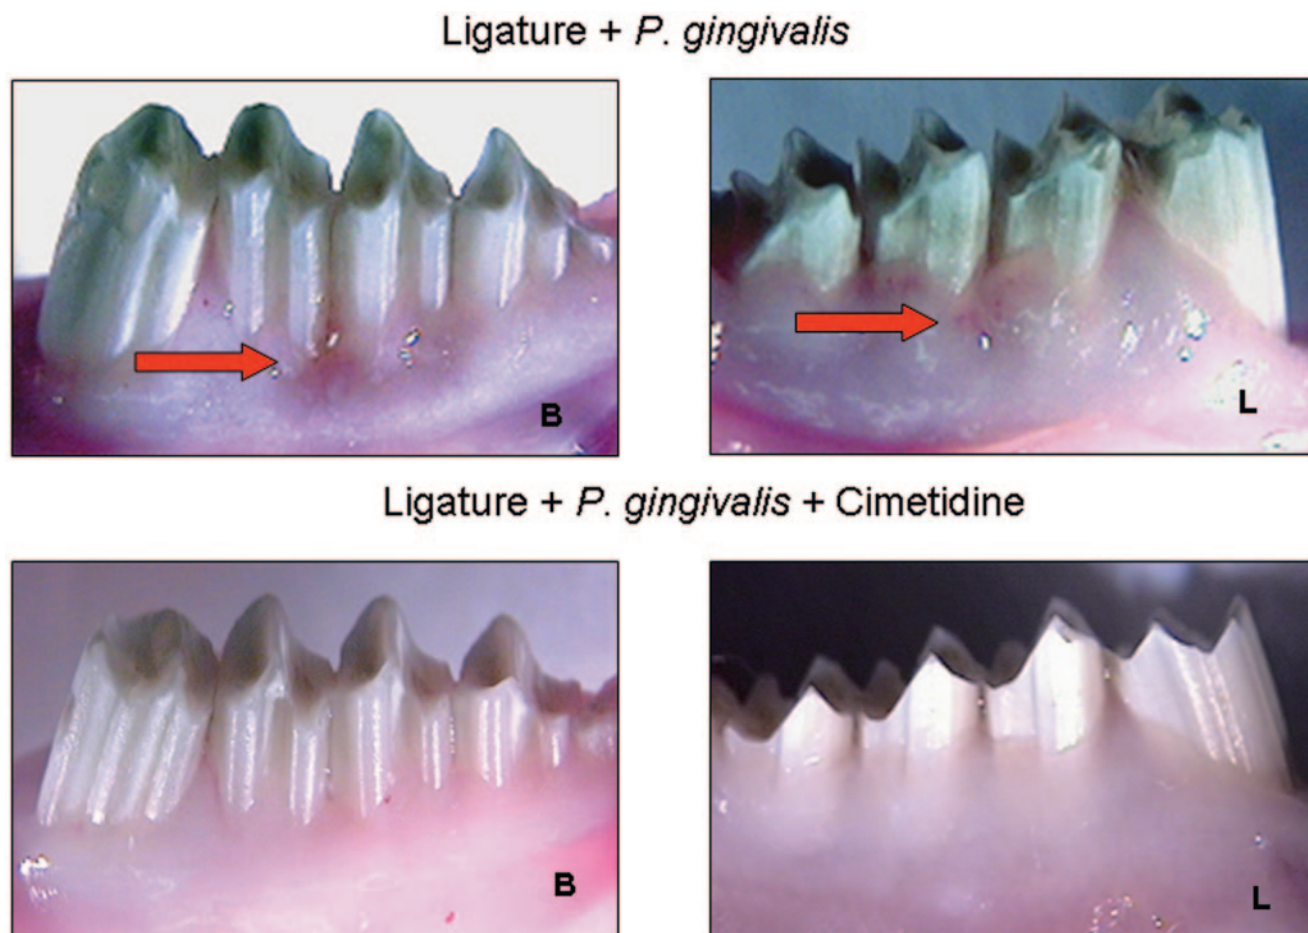 Ligature + P. gingivalis
B
L
Ligature + P. gingivalis + Cimetidine
B
L